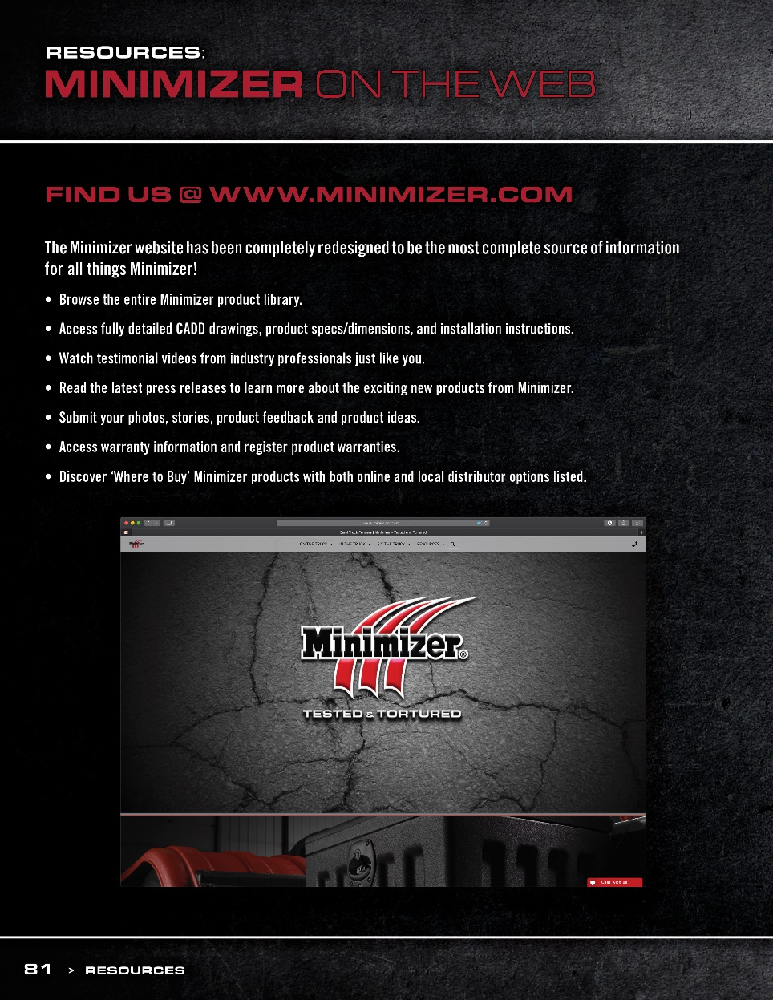 RESOURCES:
MINIMIZER ON THE WEB
FIND US @ WWW.MINIMIZER.COM
The Minimizer website has been completely redesigned to be the most complete source of information
for all things Minimizer!
• Browse the entire Minimizer product library.
• Access fully detailed CADD drawings, product specs/dimensions, and installation instructions.
• Watch testimonial videos from industry professionals just like you.
• Read the latest press releases to learn more about the exciting new products from Minimizer.
• Submit your photos, stories, product feedback and product ideas.
• Access warranty information and register product warranties.
• Discover ‘Where to Buy’ Minimizer products with both online and local distributor options listed.
www.minimizer.com
Semi Truck Fenders | Minimizer - Tested and Tortured
Minimizer
ON THE TRUCK IN THE TRUCK FIX THE TRUCK RESOURCES
Minimizer®
TESTED & TORTURED
Chat with us
81 > RESOURCES